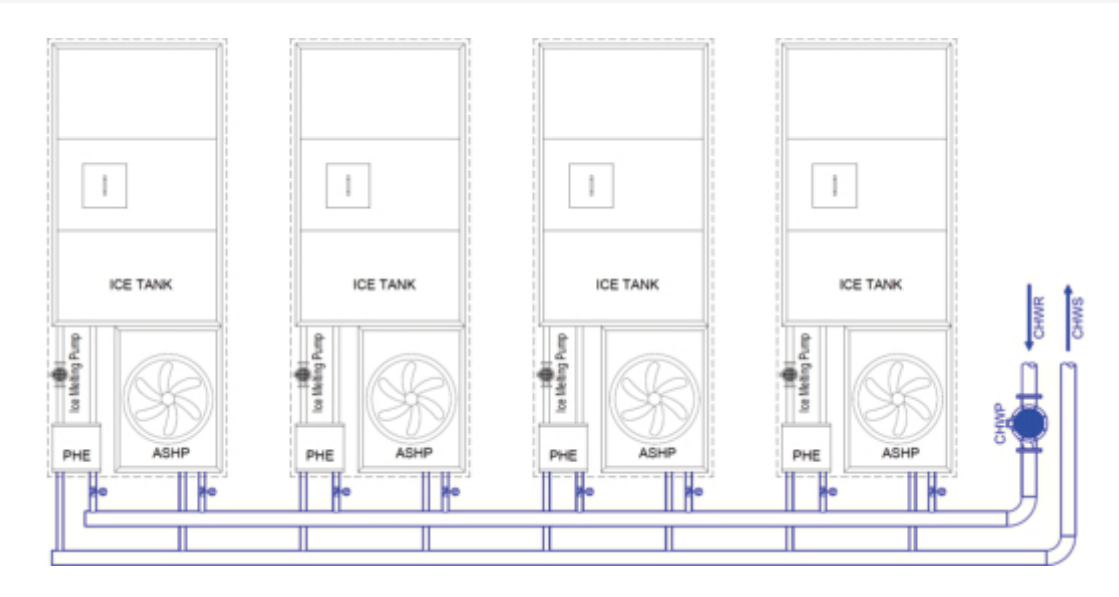 ICE TANK
ICE TANK
ICE TANK
ICE TANK
Ice Melting Pump
Ice Melting Pump
Ice Melting Pump
Ice Melting Pump
CHWR
CHWS
CHWP
PHE
ASHP
PHE
ASHP
PHE
ASHP
PHE
ASHP